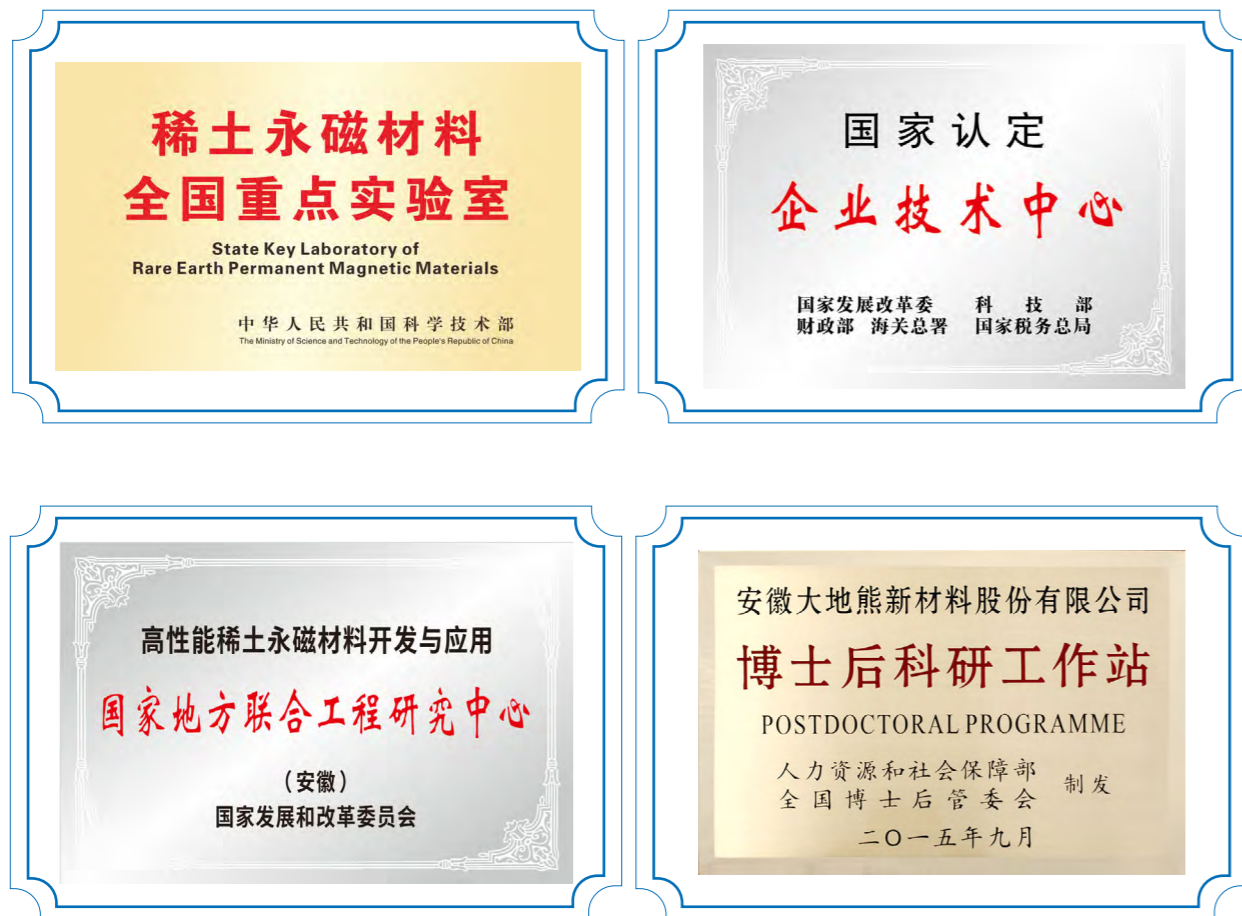 稀土永磁材料
全国重点实验室
State Key Laboratory of
Rare Earth Permanent Magnetic Materials
中华人民共和国科学技术部
The Ministry of Science and Technology of the People's Republic of China
国家认定
企业技术中心
国家发展改革委 科技部
财政部 海关总署 国家税务总局
高性能稀土永磁材料开发与应用
国家地方联合工程研究中心
（安徽）
国家发展和改革委员会
安徽大地熊新材料股份有限公司
博士后科研工作站
POSTDOCTORAL PROGRAMME
人力资源和社会保障部
全国博士后管委会
制发
二〇一五年九月